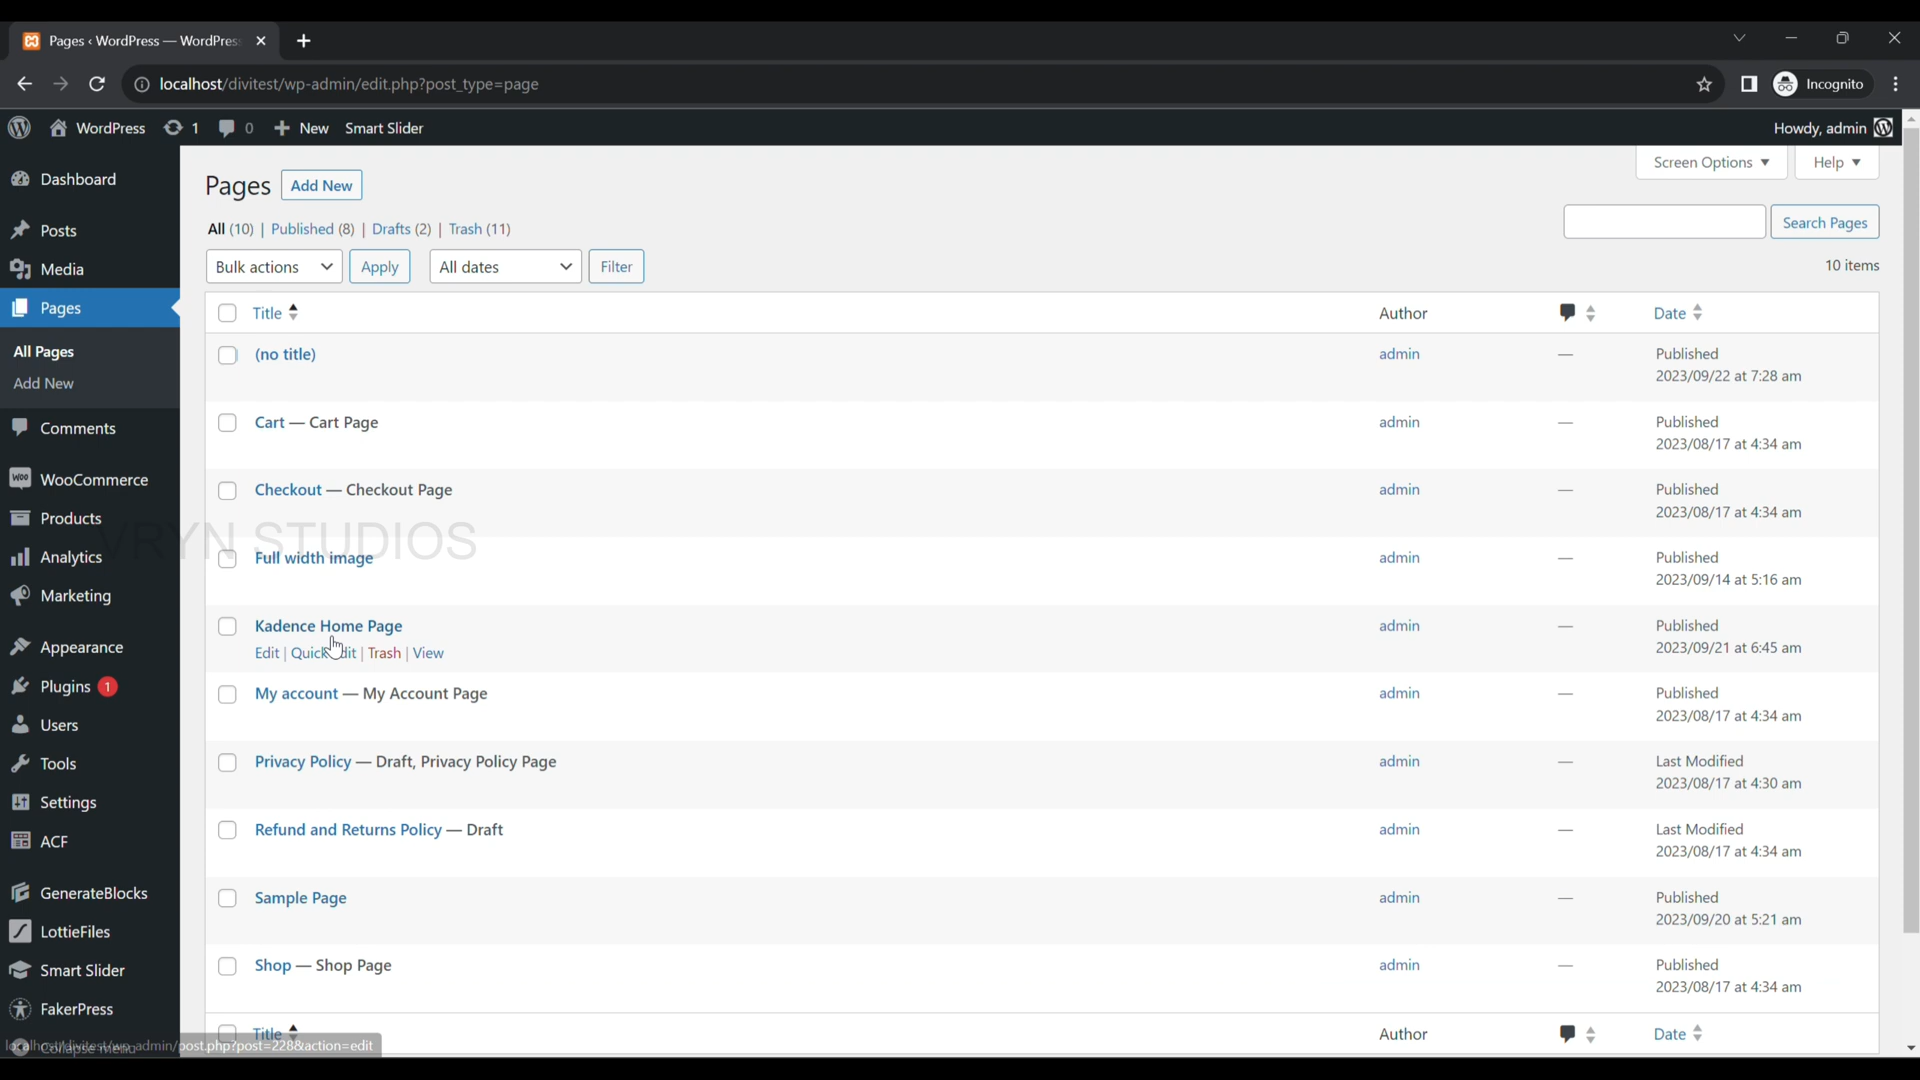 Pages ‹ WordPress — WordPres
localhost/divitest/wp-admin/edit.php?post_type=page
Incognito
WordPress 1 0 New Smart Slider
Howdy, admin
Screen Options Help
Dashboard
Posts
Media
Pages
All Pages
Add New
Comments
WooCommerce
Products
Analytics
Marketing
Appearance
Plugins 1
Users
Tools
Settings
ACF
GenerateBlocks
LottieFiles
Smart Slider
FakerPress
Collapse menu
Pages Add New
All (10) | Published (8) | Drafts (2) | Trash (11)
Search Pages
Bulk actions Apply All dates Filter
10 items
Title Author Date
(no title) admin — Published
2023/09/22 at 7:28 am
Cart — Cart Page admin — Published
2023/08/17 at 4:34 am
Checkout — Checkout Page admin — Published
2023/08/17 at 4:34 am
VRYN STUDIOS
Full width image admin — Published
2023/09/14 at 5:16 am
Kadence Home Page admin — Published
Edit | Quick Edit | Trash | View 2023/09/21 at 6:45 am
My account — My Account Page admin — Published
2023/08/17 at 4:34 am
Privacy Policy — Draft, Privacy Policy Page admin — Last Modified
2023/08/17 at 4:30 am
Refund and Returns Policy — Draft admin — Last Modified
2023/08/17 at 4:34 am
Sample Page admin — Published
2023/09/20 at 5:21 am
Shop — Shop Page admin — Published
2023/08/17 at 4:34 am
Title Author Date
localhost/divitest/wp-admin/post.php?post=228&action=edit